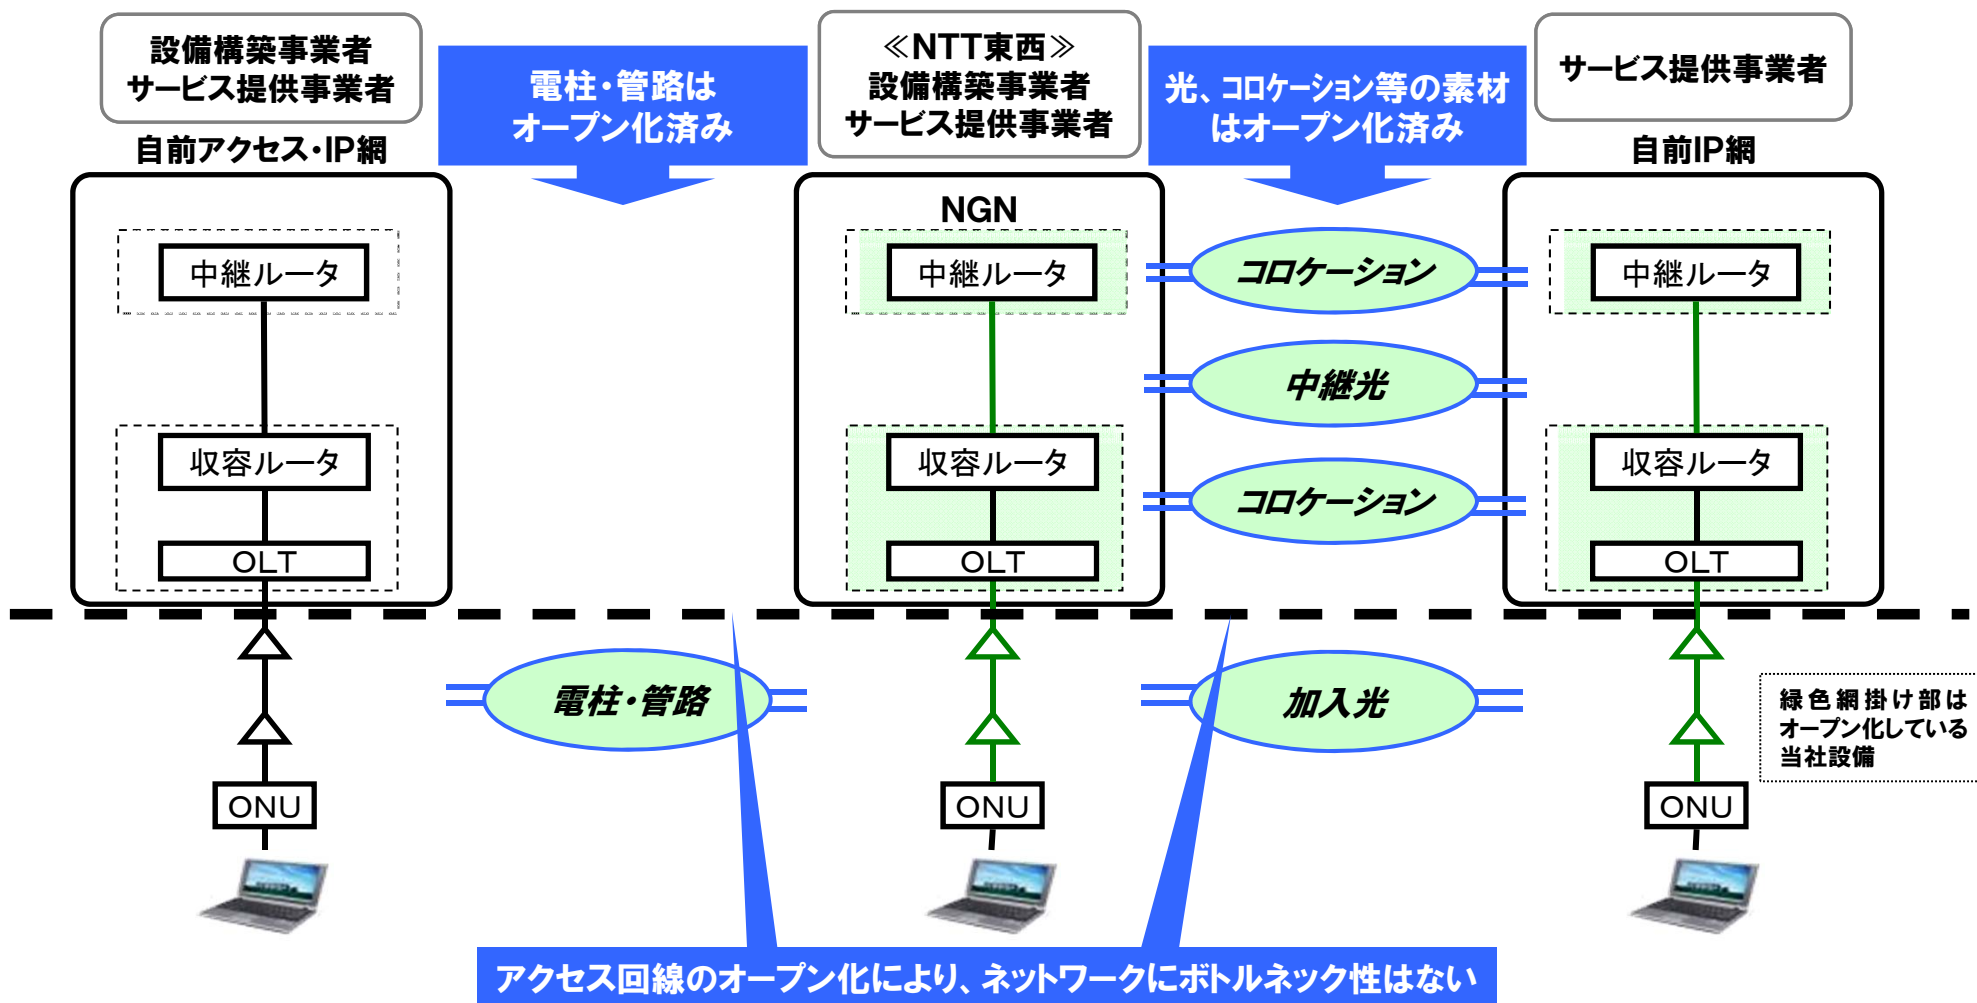 設備構築事業者
サービス提供事業者
自前アクセス・IP網
電柱・管路は
オープン化済み
≪NTT東西≫
設備構築事業者
サービス提供事業者
光、コロケーション等の素材
はオープン化済み
サービス提供事業者
自前IP網
NGN
中継ルータ
中継ルータ
コロケーション
中継ルータ
中継光
収容ルータ
収容ルータ
コロケーション
収容ルータ
OLT
OLT
OLT
電柱・管路
加入光
緑色網掛け部は
オープン化している
当社設備
ONU
ONU
ONU
アクセス回線のオープン化により、ネットワークにボトルネック性はない